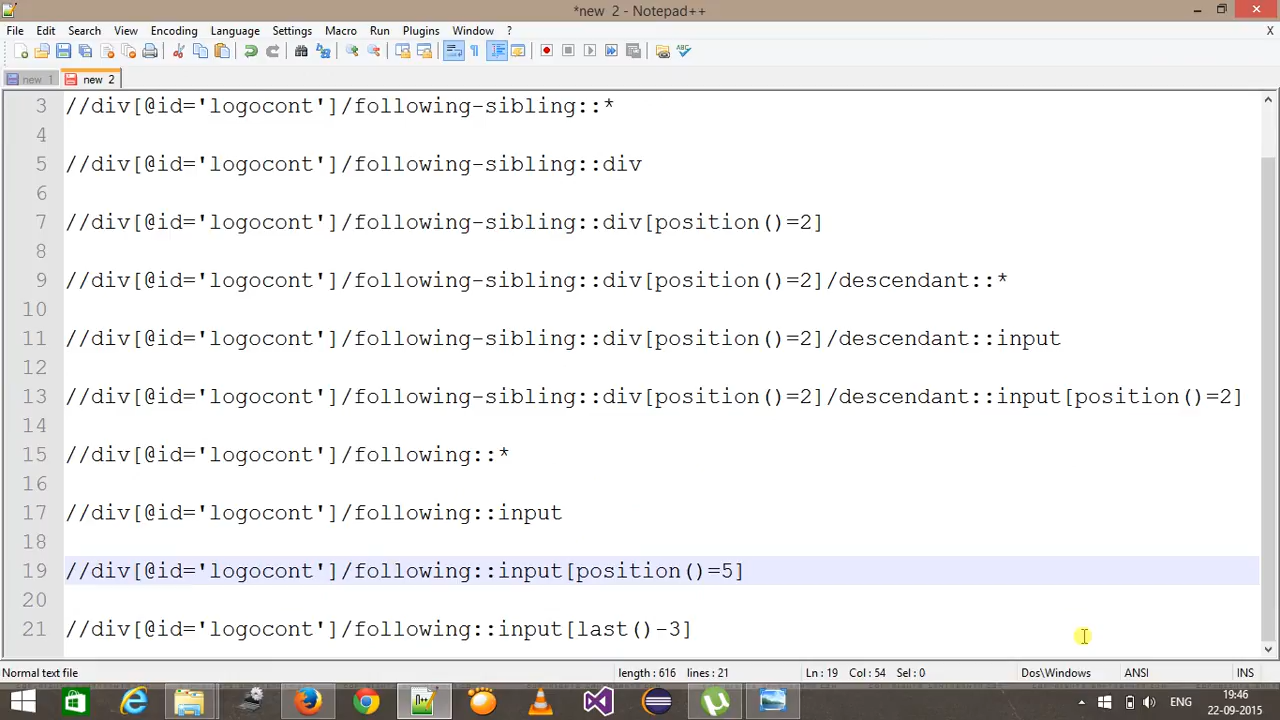 *new 2 - Notepad++
File Edit Search View Encoding Language Settings Macro Run Plugins Window ? X
new 1 new 2
3 //div[@id='logocont']/following-sibling::*
4
5 //div[@id='logocont']/following-sibling::div
6
7 //div[@id='logocont']/following-sibling::div[position()=2]
8
9 //div[@id='logocont']/following-sibling::div[position()=2]/descendant::*
10
11 //div[@id='logocont']/following-sibling::div[position()=2]/descendant::input
12
13 //div[@id='logocont']/following-sibling::div[position()=2]/descendant::input[position()=2]
14
15 //div[@id='logocont']/following::*
16
17 //div[@id='logocont']/following::input
18
19 //div[@id='logocont']/following::input[position()=5]
20
21 //div[@id='logocont']/following::input[last()-3]
Normal text file length : 616 lines : 21 Ln : 19 Col : 54 Sel : 0 Dos\Windows ANSI INS
ENG 19:46
22-09-2015